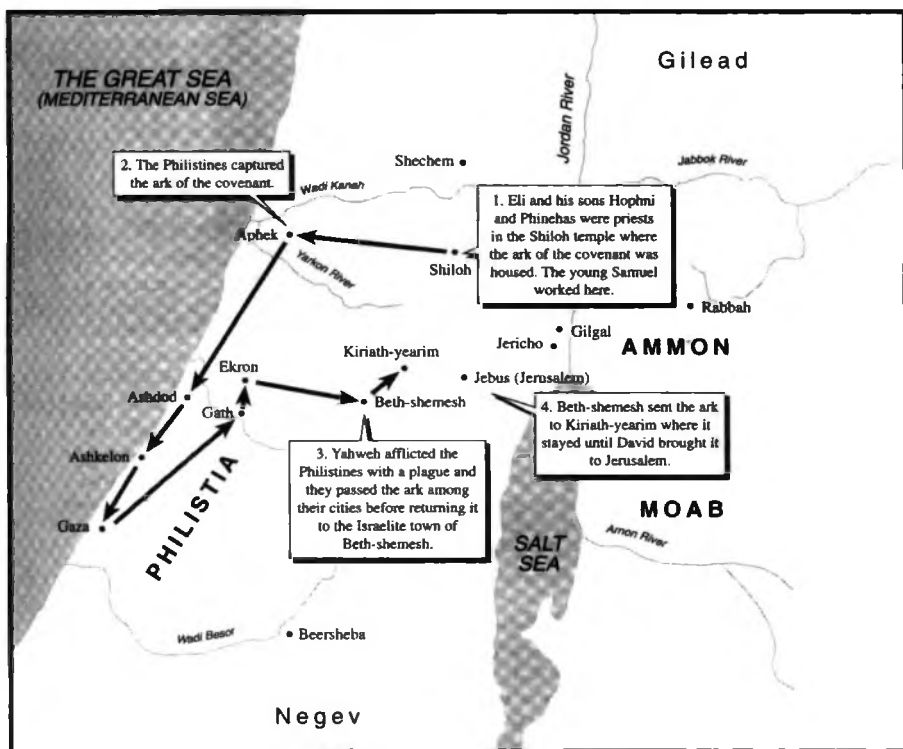 Gilead
THE GREAT SEA
(MEDITERRANEAN SEA)
Jordan River
2. The Philistines captured
the ark of the covenant.
Shechem
Jabbok River
Wadi Kanah
1. Eli and his sons Hophni
and Phinehas were priests
in the Shiloh temple where
the ark of the covenant was
housed. The young Samuel
worked here.
Aphek
Shiloh
Yarkon River
Rabbah
Gilgal
Jericho
AMMON
Kiriath-yearim
Ekron
Jebus (Jerusalem)
Ashdod
Beth-shemesh
Gath
4. Beth-shemesh sent the ark
to Kiriath-yearim where it
stayed until David brought it
to Jerusalem.
Ashkelon
3. Yahweh afflicted the
Philistines with a plague and
they passed the ark among
their cities before returning it
to the Israelite town of
Beth-shemesh.
PHILISTIA
MOAB
Gaza
Arnon River
SALT
SEA
Wadi Besor
Beersheba
Negev